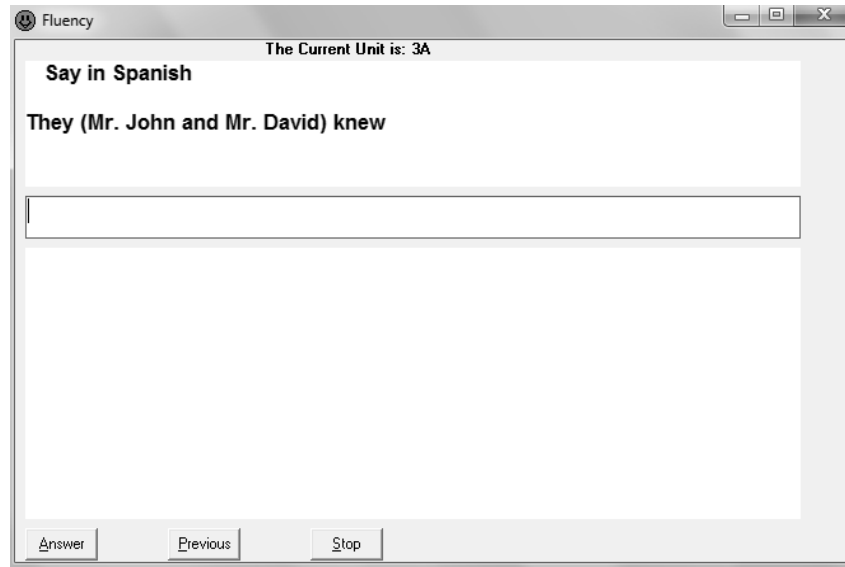 Fluency
The Current Unit is: 3A
Say in Spanish
They (Mr. John and Mr. David) knew
Answer Previous Stop